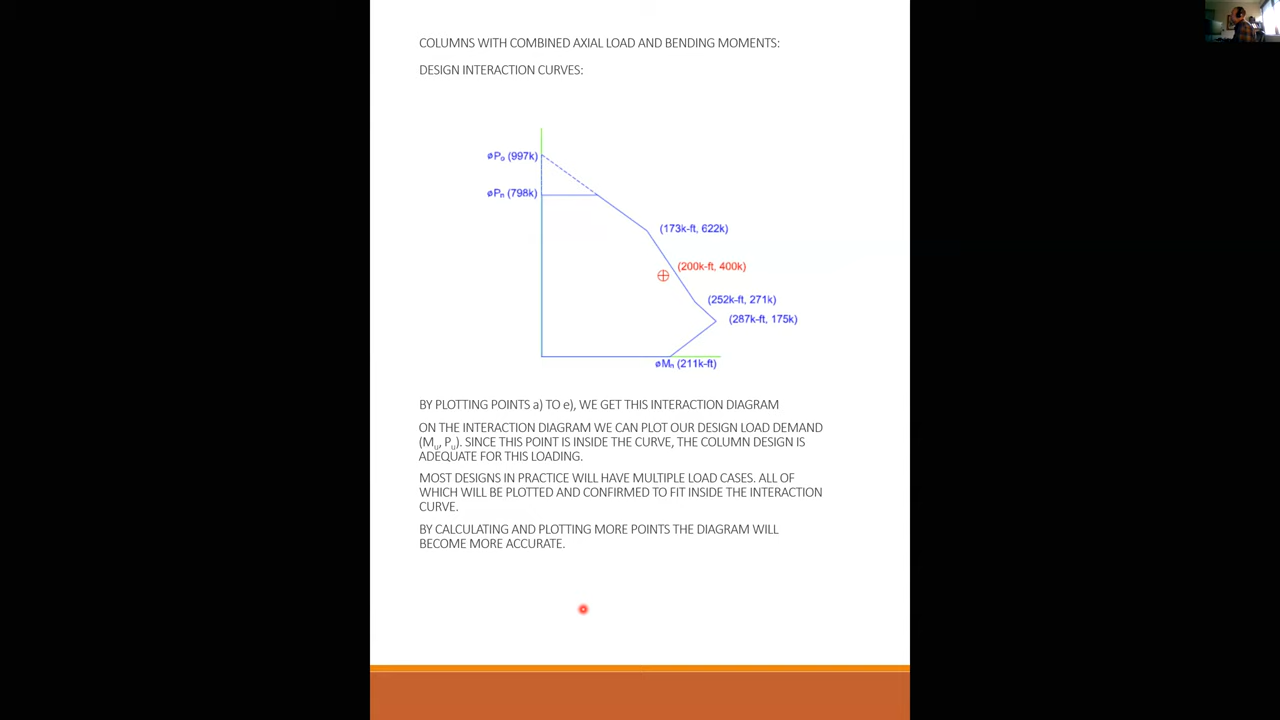 COLUMNS WITH COMBINED AXIAL LOAD AND BENDING MOMENTS:
DESIGN INTERACTION CURVES:
øPₒ (997k)
øPₙ (798k)
(173k-ft, 622k)
(200k-ft, 400k)
(252k-ft, 271k)
(287k-ft, 175k)
øMₙ (211k-ft)
BY PLOTTING POINTS a) TO e), WE GET THIS INTERACTION DIAGRAM
ON THE INTERACTION DIAGRAM WE CAN PLOT OUR DESIGN LOAD DEMAND
(Mᵤ, Pᵤ). SINCE THIS POINT IS INSIDE THE CURVE, THE COLUMN DESIGN IS
ADEQUATE FOR THIS LOADING.
MOST DESIGNS IN PRACTICE WILL HAVE MULTIPLE LOAD CASES. ALL OF
WHICH WILL BE PLOTTED AND CONFIRMED TO FIT INSIDE THE INTERACTION
CURVE.
BY CALCULATING AND PLOTTING MORE POINTS THE DIAGRAM WILL
BECOME MORE ACCURATE.